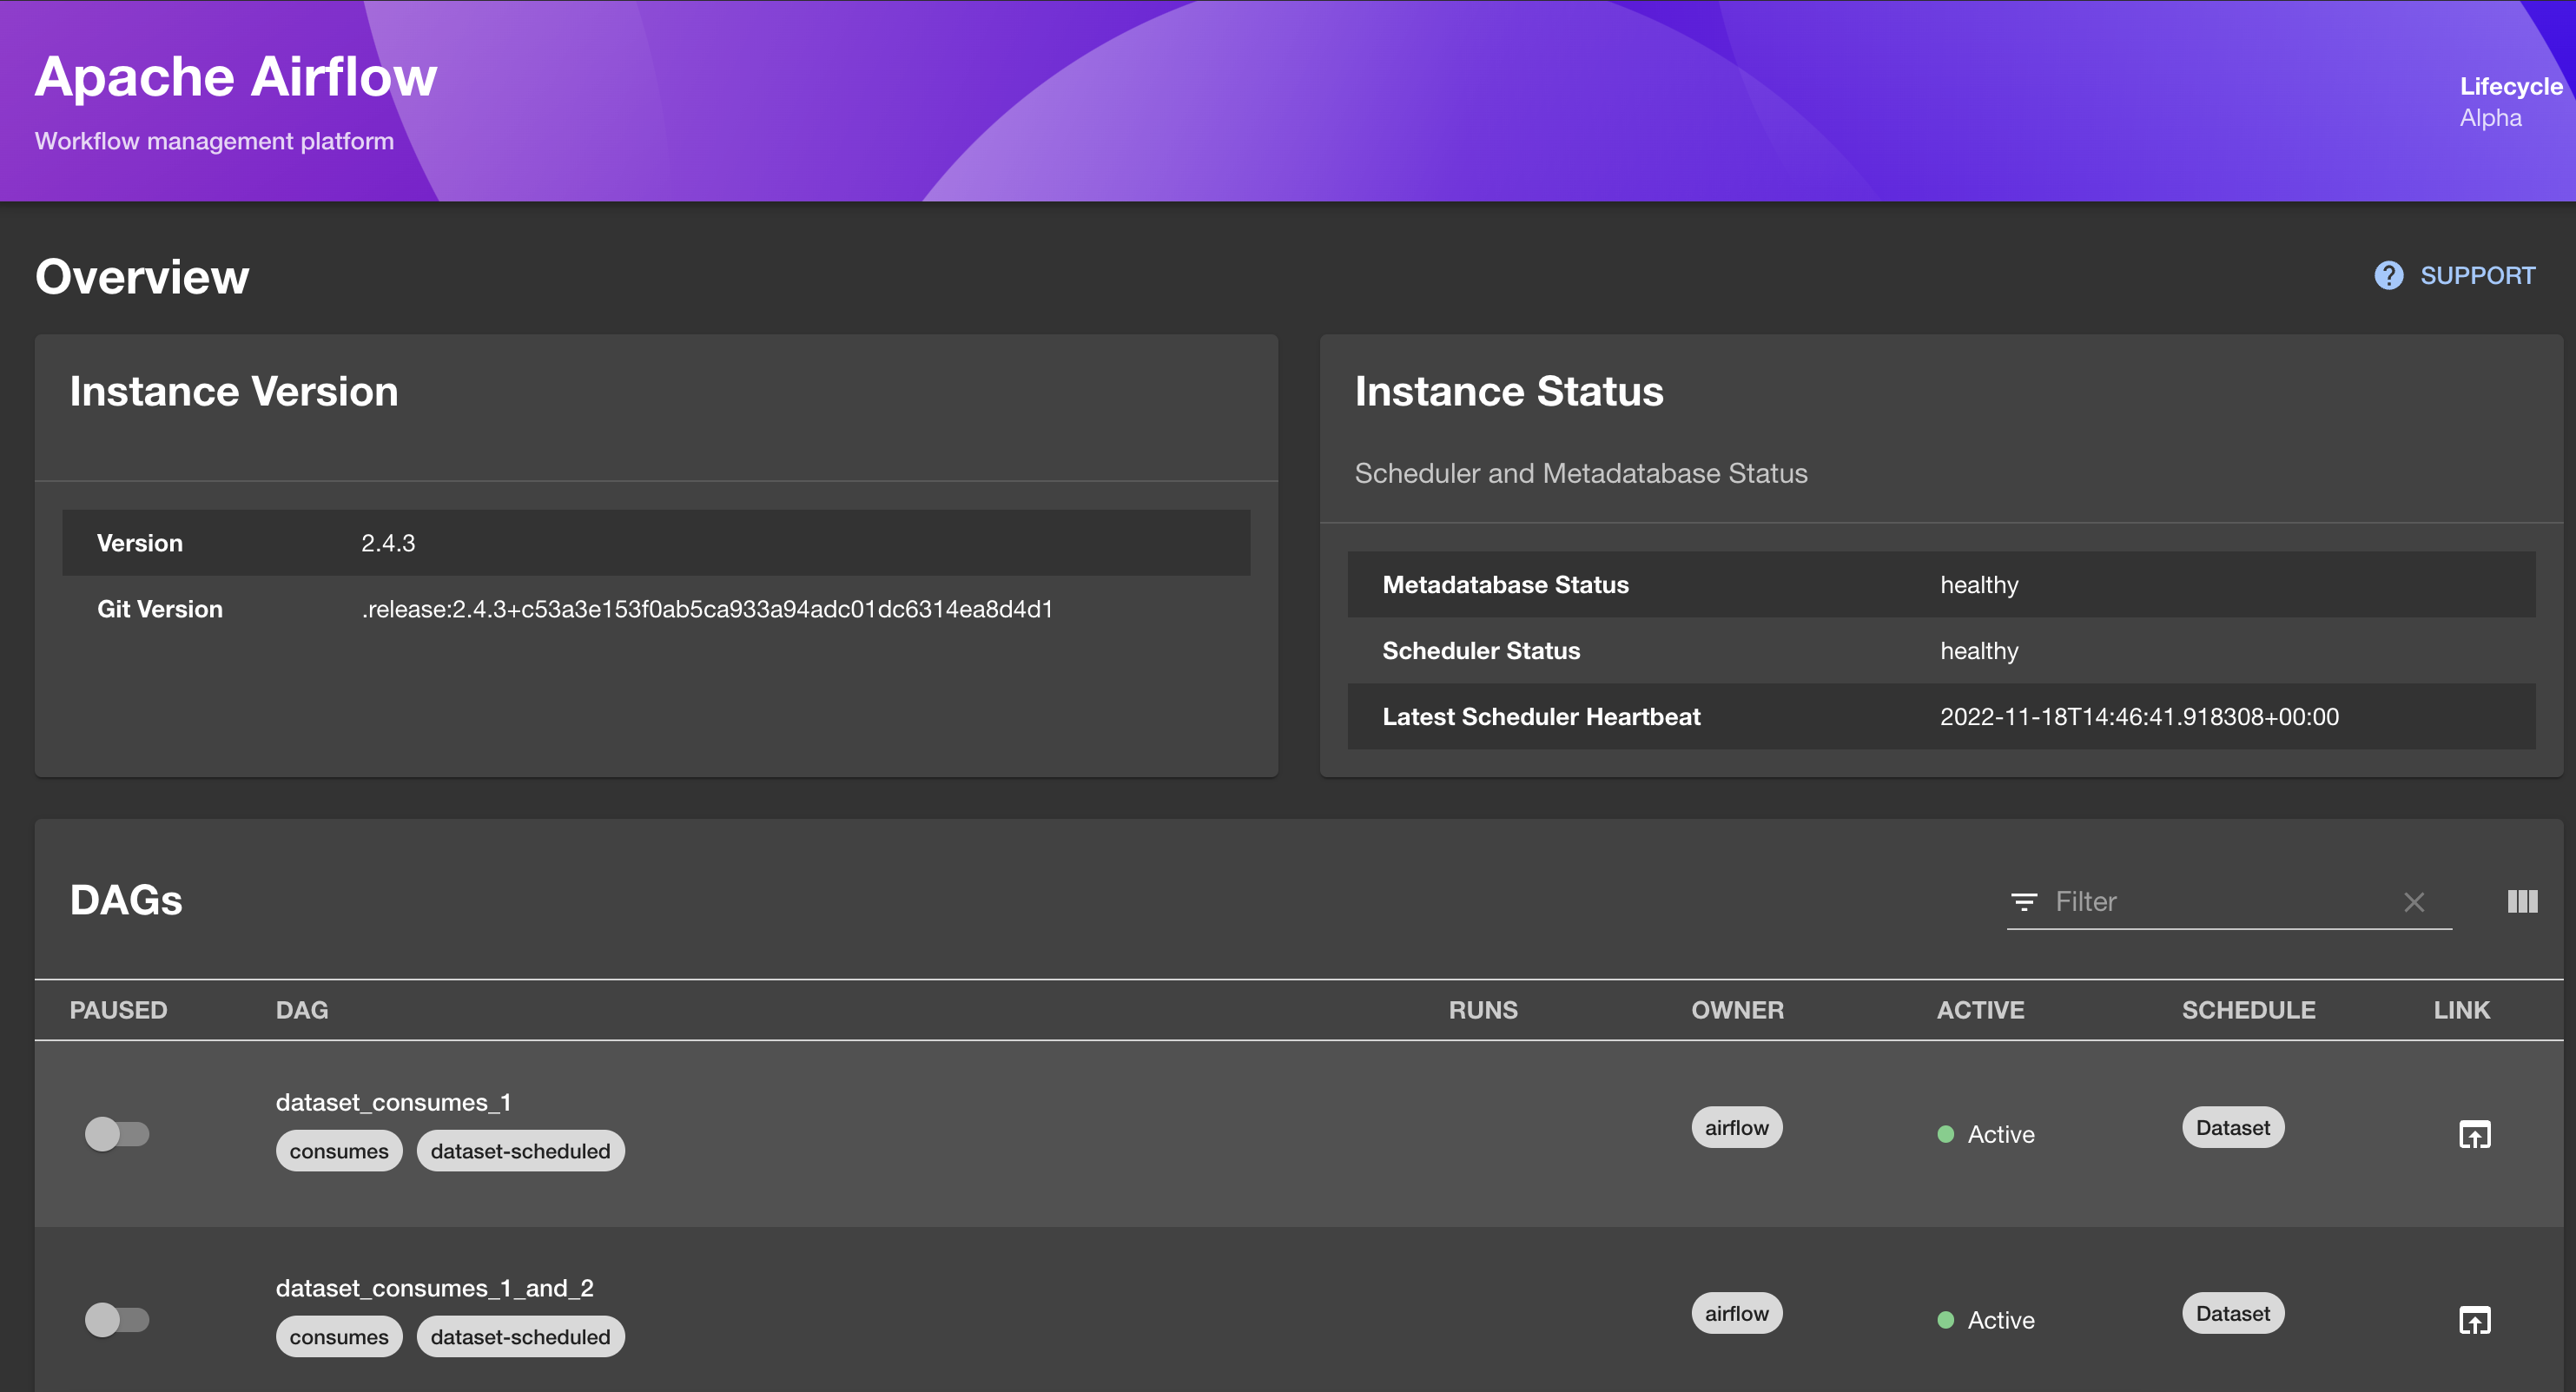 Apache Airflow
Workflow management platform
Lifecycle
Alpha
Overview
SUPPORT
Instance Version
Version 2.4.3
Git Version .release:2.4.3+c53a3e153f0ab5ca933a94adc01dc6314ea8d4d1
Instance Status
Scheduler and Metadatabase Status
Metadatabase Status healthy
Scheduler Status healthy
Latest Scheduler Heartbeat 2022-11-18T14:46:41.918308+00:00
DAGs
Filter
PAUSED DAG RUNS OWNER ACTIVE SCHEDULE LINK
dataset_consumes_1
consumes dataset-scheduled
airflow Active Dataset
dataset_consumes_1_and_2
consumes dataset-scheduled
airflow Active Dataset